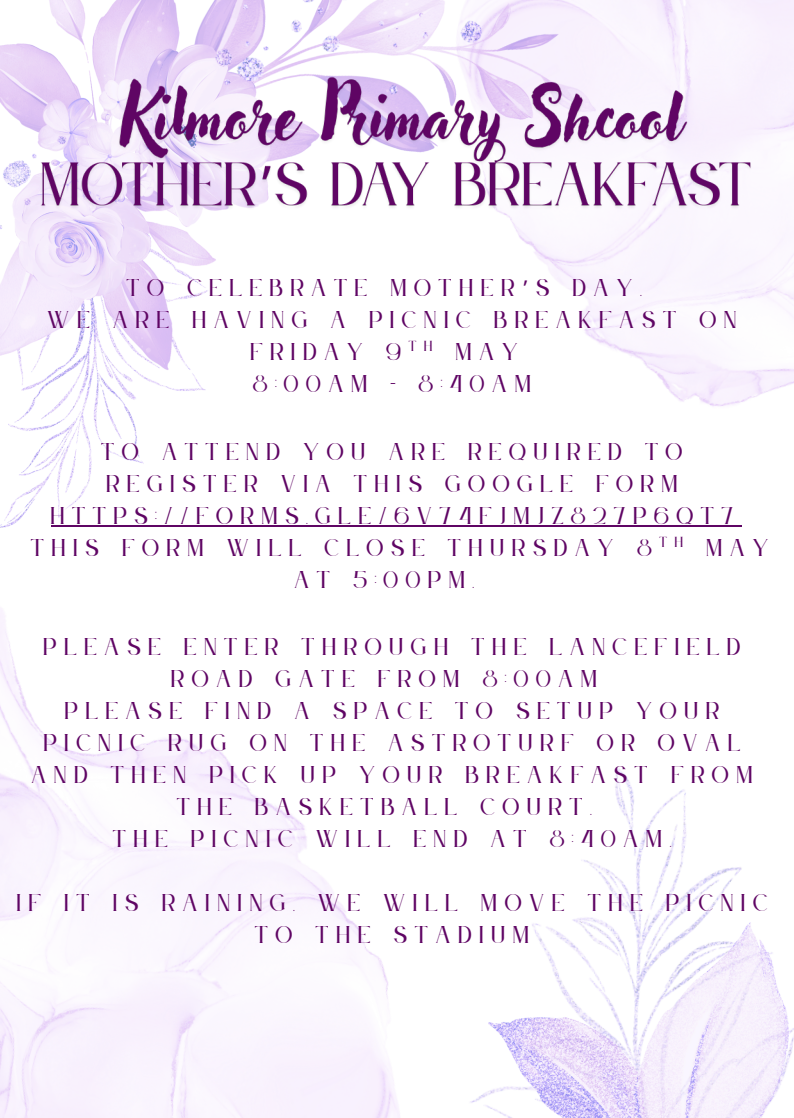 Kilmore Primary Shcool
MOTHER'S DAY BREAKFAST
TO CELEBRATE MOTHER'S DAY.
WE ARE HAVING A PICNIC BREAKFAST ON
FRIDAY 9TH MAY
8:00AM - 8:40AM
TO ATTEND YOU ARE REQUIRED TO
REGISTER VIA THIS GOOGLE FORM
HTTPS://FORMS.GLE/6V74FJMJZ827P6QT7
THIS FORM WILL CLOSE THURSDAY 8TH MAY
AT 5:00PM.
PLEASE ENTER THROUGH THE LANCEFIELD
ROAD GATE FROM 8:00AM
PLEASE FIND A SPACE TO SETUP YOUR
PICNIC RUG ON THE ASTROTURF OR OVAL
AND THEN PICK UP YOUR BREAKFAST FROM
THE BASKETBALL COURT.
THE PICNIC WILL END AT 8:40AM.
IF IT IS RAINING. WE WILL MOVE THE PICNIC
TO THE STADIUM